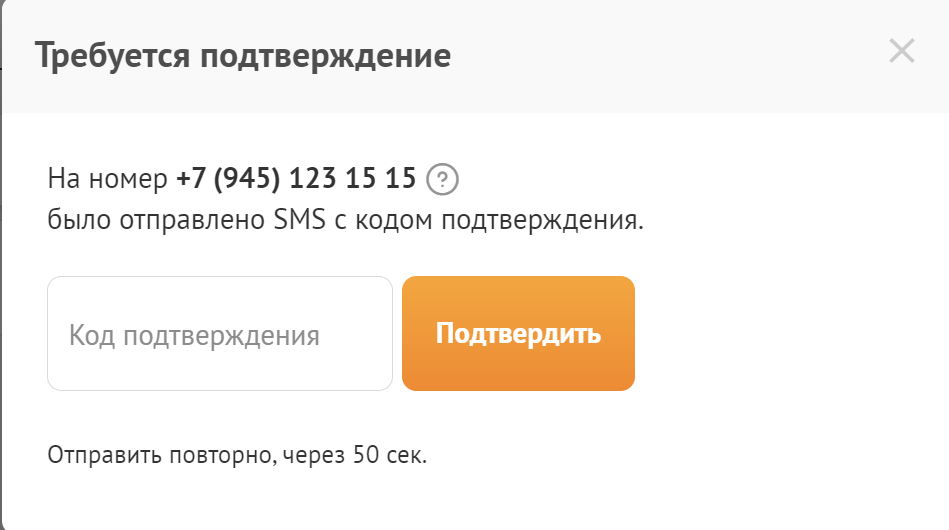 Требуется подтверждение
На номер +7 (945) 123 15 15 ?
было отправлено SMS с кодом подтверждения.
Код подтверждения
Подтвердить
Отправить повторно, через 50 сек.